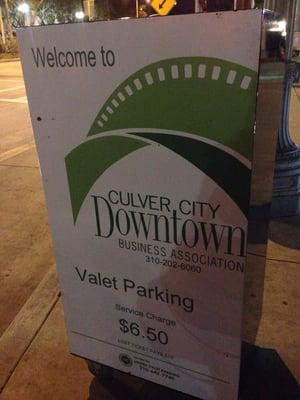 Welcome to
CULVER CITY
Downtown
BUSINESS ASSOCIATION
310-202-6060
Valet Parking
Service Charge
$6.50